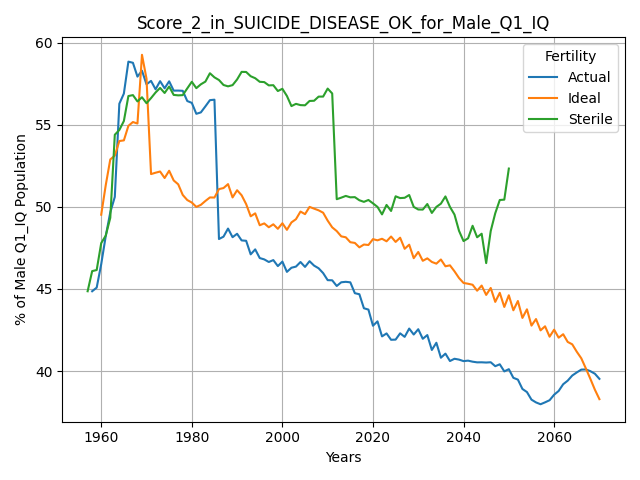 Score_2_in_SUICIDE_DISEASE_OK_for_Male_Q1_IQ
% of Male Q1_IQ Population
60
55
50
45
40
Fertility
Actual
Ideal
Sterile
1960
1980
2000
2020
2040
2060
Years